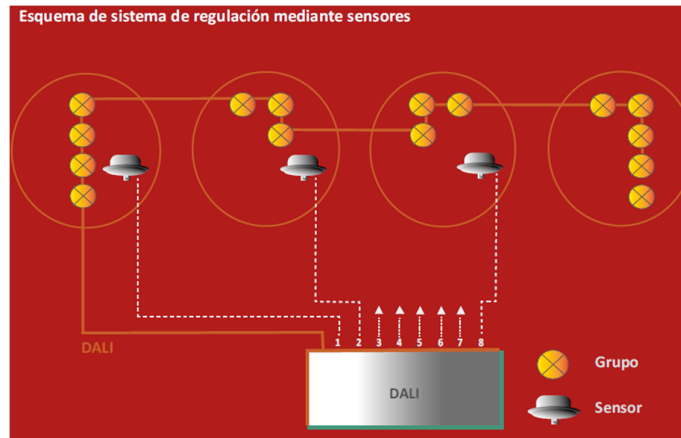 Esquema de sistema de regulación mediante sensores
1 2 3 4 5 6 7 8
DALI
DALI
Grupo
Sensor